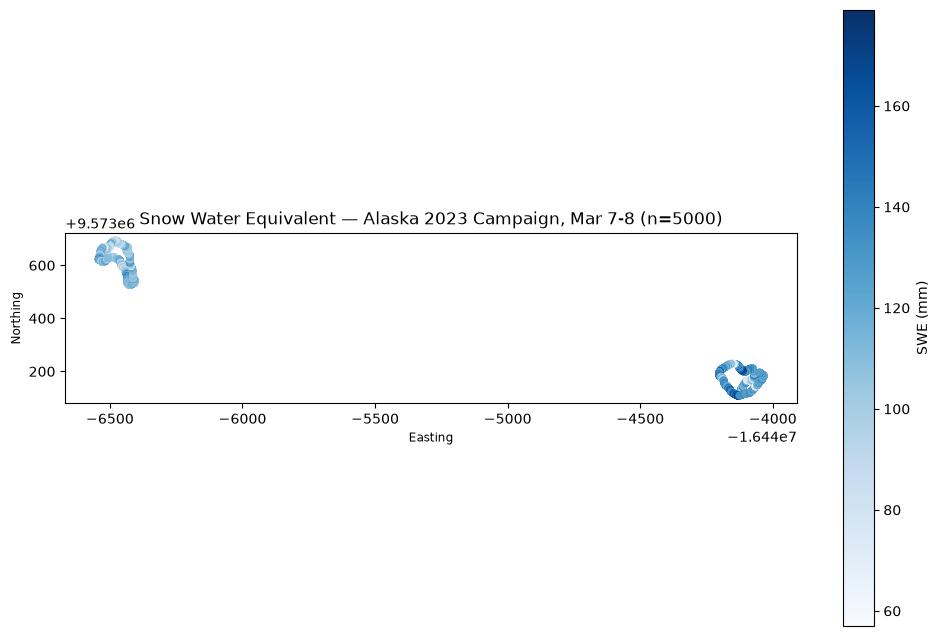 +9.573e6
Snow Water Equivalent — Alaska 2023 Campaign, Mar 7-8 (n=5000)
Northing
600
400
200
−6500
−6000
−5500
−5000
−4500
−4000
−1.644e7
Easting
160
140
120
100
80
60
SWE (mm)